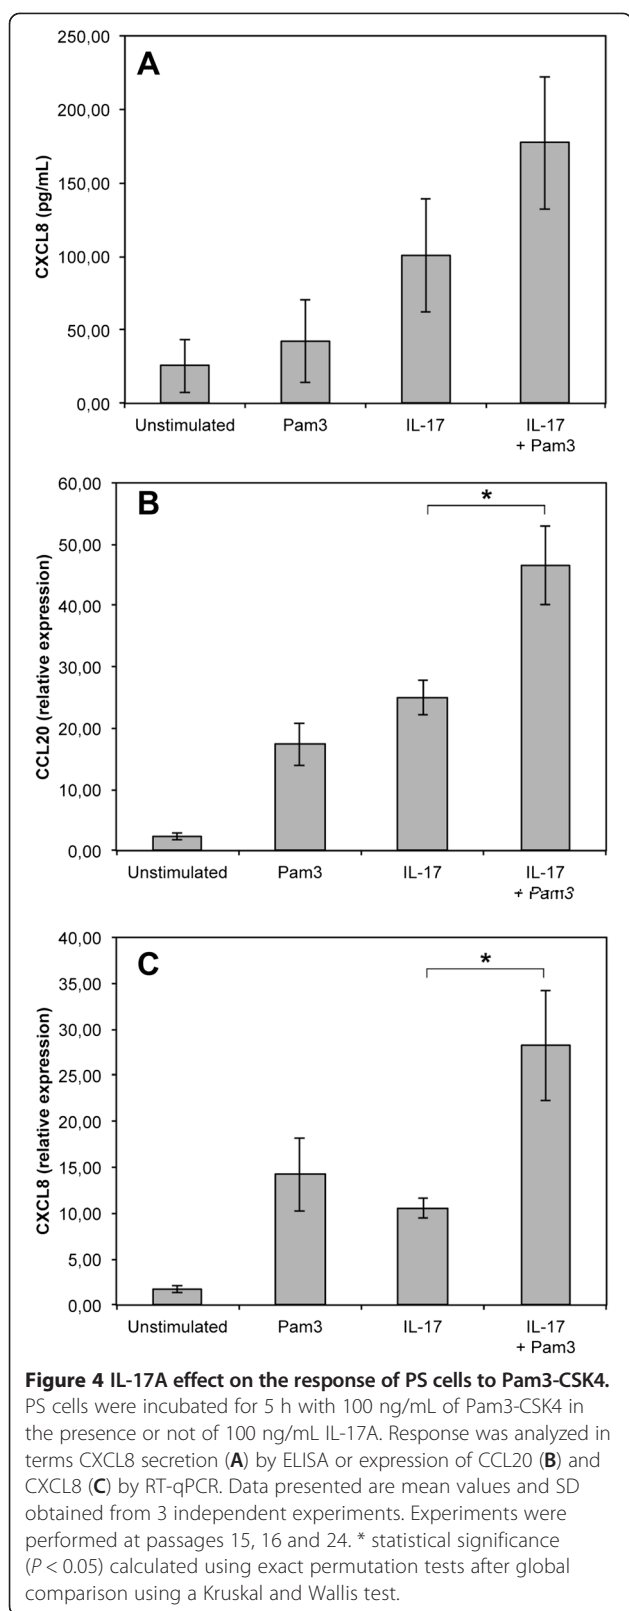 250,00
A
200,00
150,00
100,00
50,00
0,00
CXCL8 (pg/mL)
Unstimulated Pam3 IL-17 IL-17
+ Pam3
60,00
B
*
50,00
40,00
30,00
20,00
10,00
0,00
CCL20 (relative expression)
Unstimulated Pam3 IL-17 IL-17
+ Pam3
40,00
C
*
35,00
30,00
25,00
20,00
15,00
10,00
5,00
0,00
CXCL8 (relative expression)
Unstimulated Pam3 IL-17 IL-17
+ Pam3
Figure 4 IL-17A effect on the response of PS cells to Pam3-CSK4.
PS cells were incubated for 5 h with 100 ng/mL of Pam3-CSK4 in
the presence or not of 100 ng/mL IL-17A. Response was analyzed in
terms CXCL8 secretion (A) by ELISA or expression of CCL20 (B) and
CXCL8 (C) by RT-qPCR. Data presented are mean values and SD
obtained from 3 independent experiments. Experiments were
performed at passages 15, 16 and 24. * statistical significance
(P < 0.05) calculated using exact permutation tests after global
comparison using a Kruskal and Wallis test.